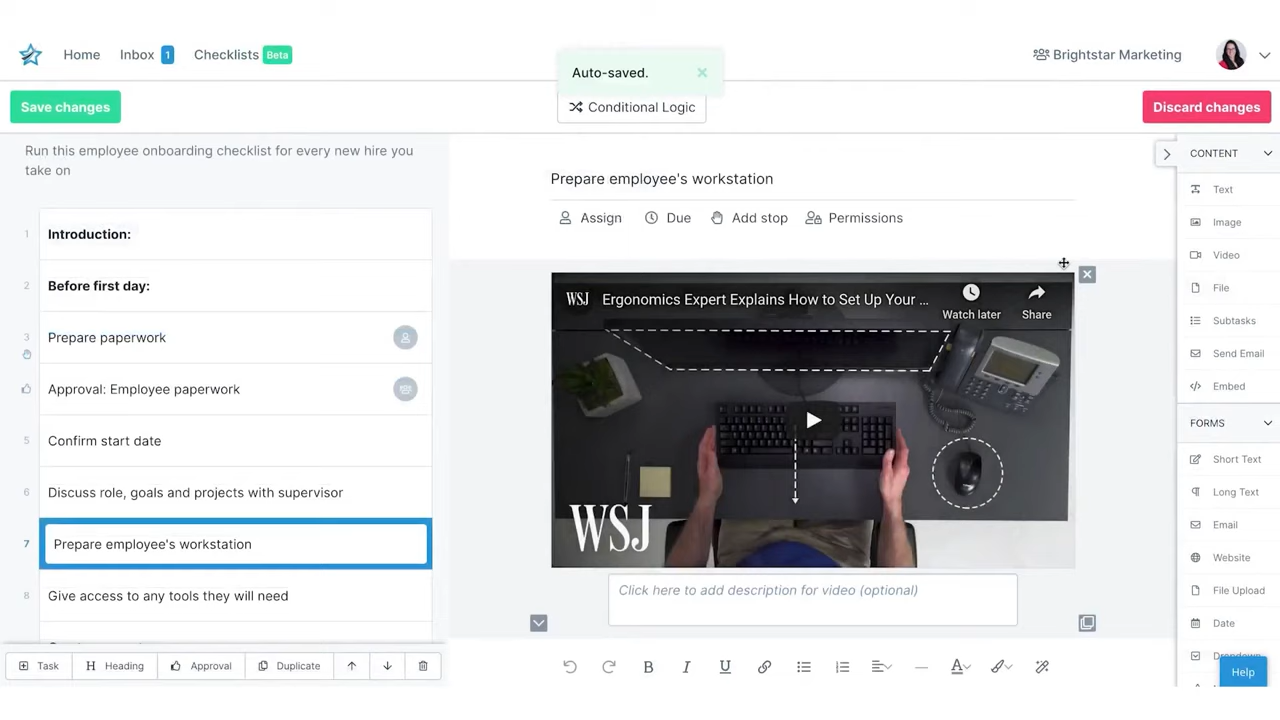 Home Inbox 1 Checklists Beta
Auto-saved.
Brightstar Marketing
Save changes
Conditional Logic
Discard changes
Run this employee onboarding checklist for every new hire you
take on
1 Introduction:
2 Before first day:
3 Prepare paperwork
Approval: Employee paperwork
5 Confirm start date
6 Discuss role, goals and projects with supervisor
7 Prepare employee's workstation
8 Give access to any tools they will need
Task Heading Approval Duplicate
Prepare employee's workstation
Assign Due Add stop Permissions
WSJ Ergonomics Expert Explains How to Set Up Your ...
Watch later Share
WSJ
Click here to add description for video (optional)
CONTENT
Text
Image
Video
File
Subtasks
Send Email
Embed
FORMS
Short Text
Long Text
Email
Website
File Upload
Date
Dropdown
Help